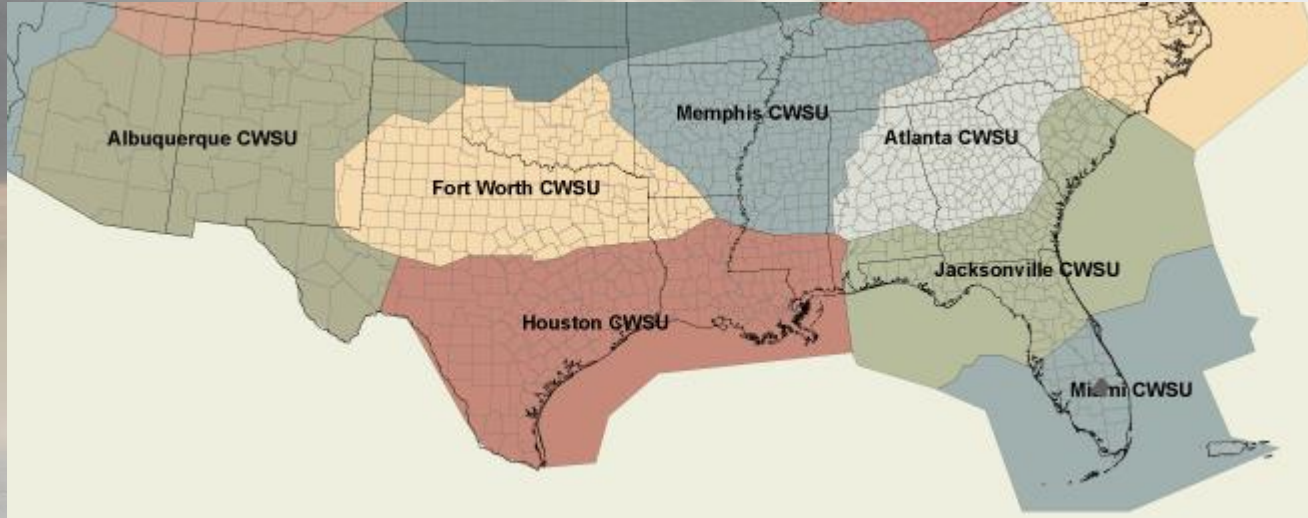 Memphis CWSU
Albuquerque CWSU
Atlanta CWSU
Fort Worth CWSU
Jacksonville CWSU
Houston CWSU
Miami CWSU